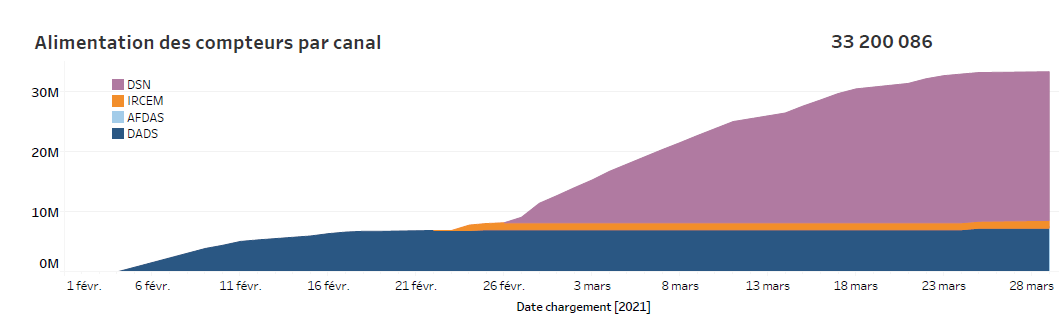 Alimentation des compteurs par canal
33 200 086
DSN
IRCEM
AFDAS
DADS
30M
20M
10M
0M
1 févr. 6 févr. 11 févr. 16 févr. 21 févr. 26 févr. 3 mars 8 mars 13 mars 18 mars 23 mars 28 mars
Date chargement [2021]